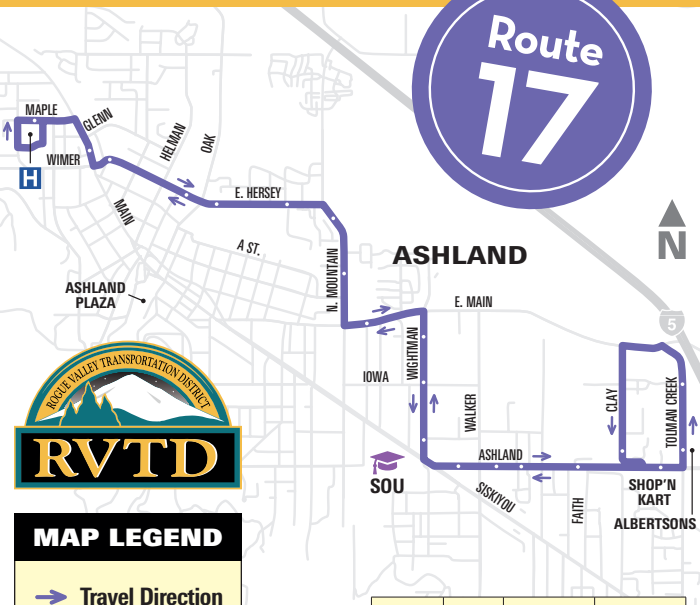 Route
17
MAPLE
GLENN
HELMAN
OAK
WIMER
H
MAIN
E. HERSEY
A ST.
N. MOUNTAIN
ASHLAND
N
ASHLAND
PLAZA
E. MAIN
5
ROGUE VALLEY TRANSPORTATION DISTRICT
RVTD
IOWA
WIGHTMAN
WALKER
CLAY
TOLMAN CREEK
SOU
ASHLAND
SISKIYOU
FAITH
SHOP'N
KART
ALBERTSONS
MAP LEGEND
Travel Direction